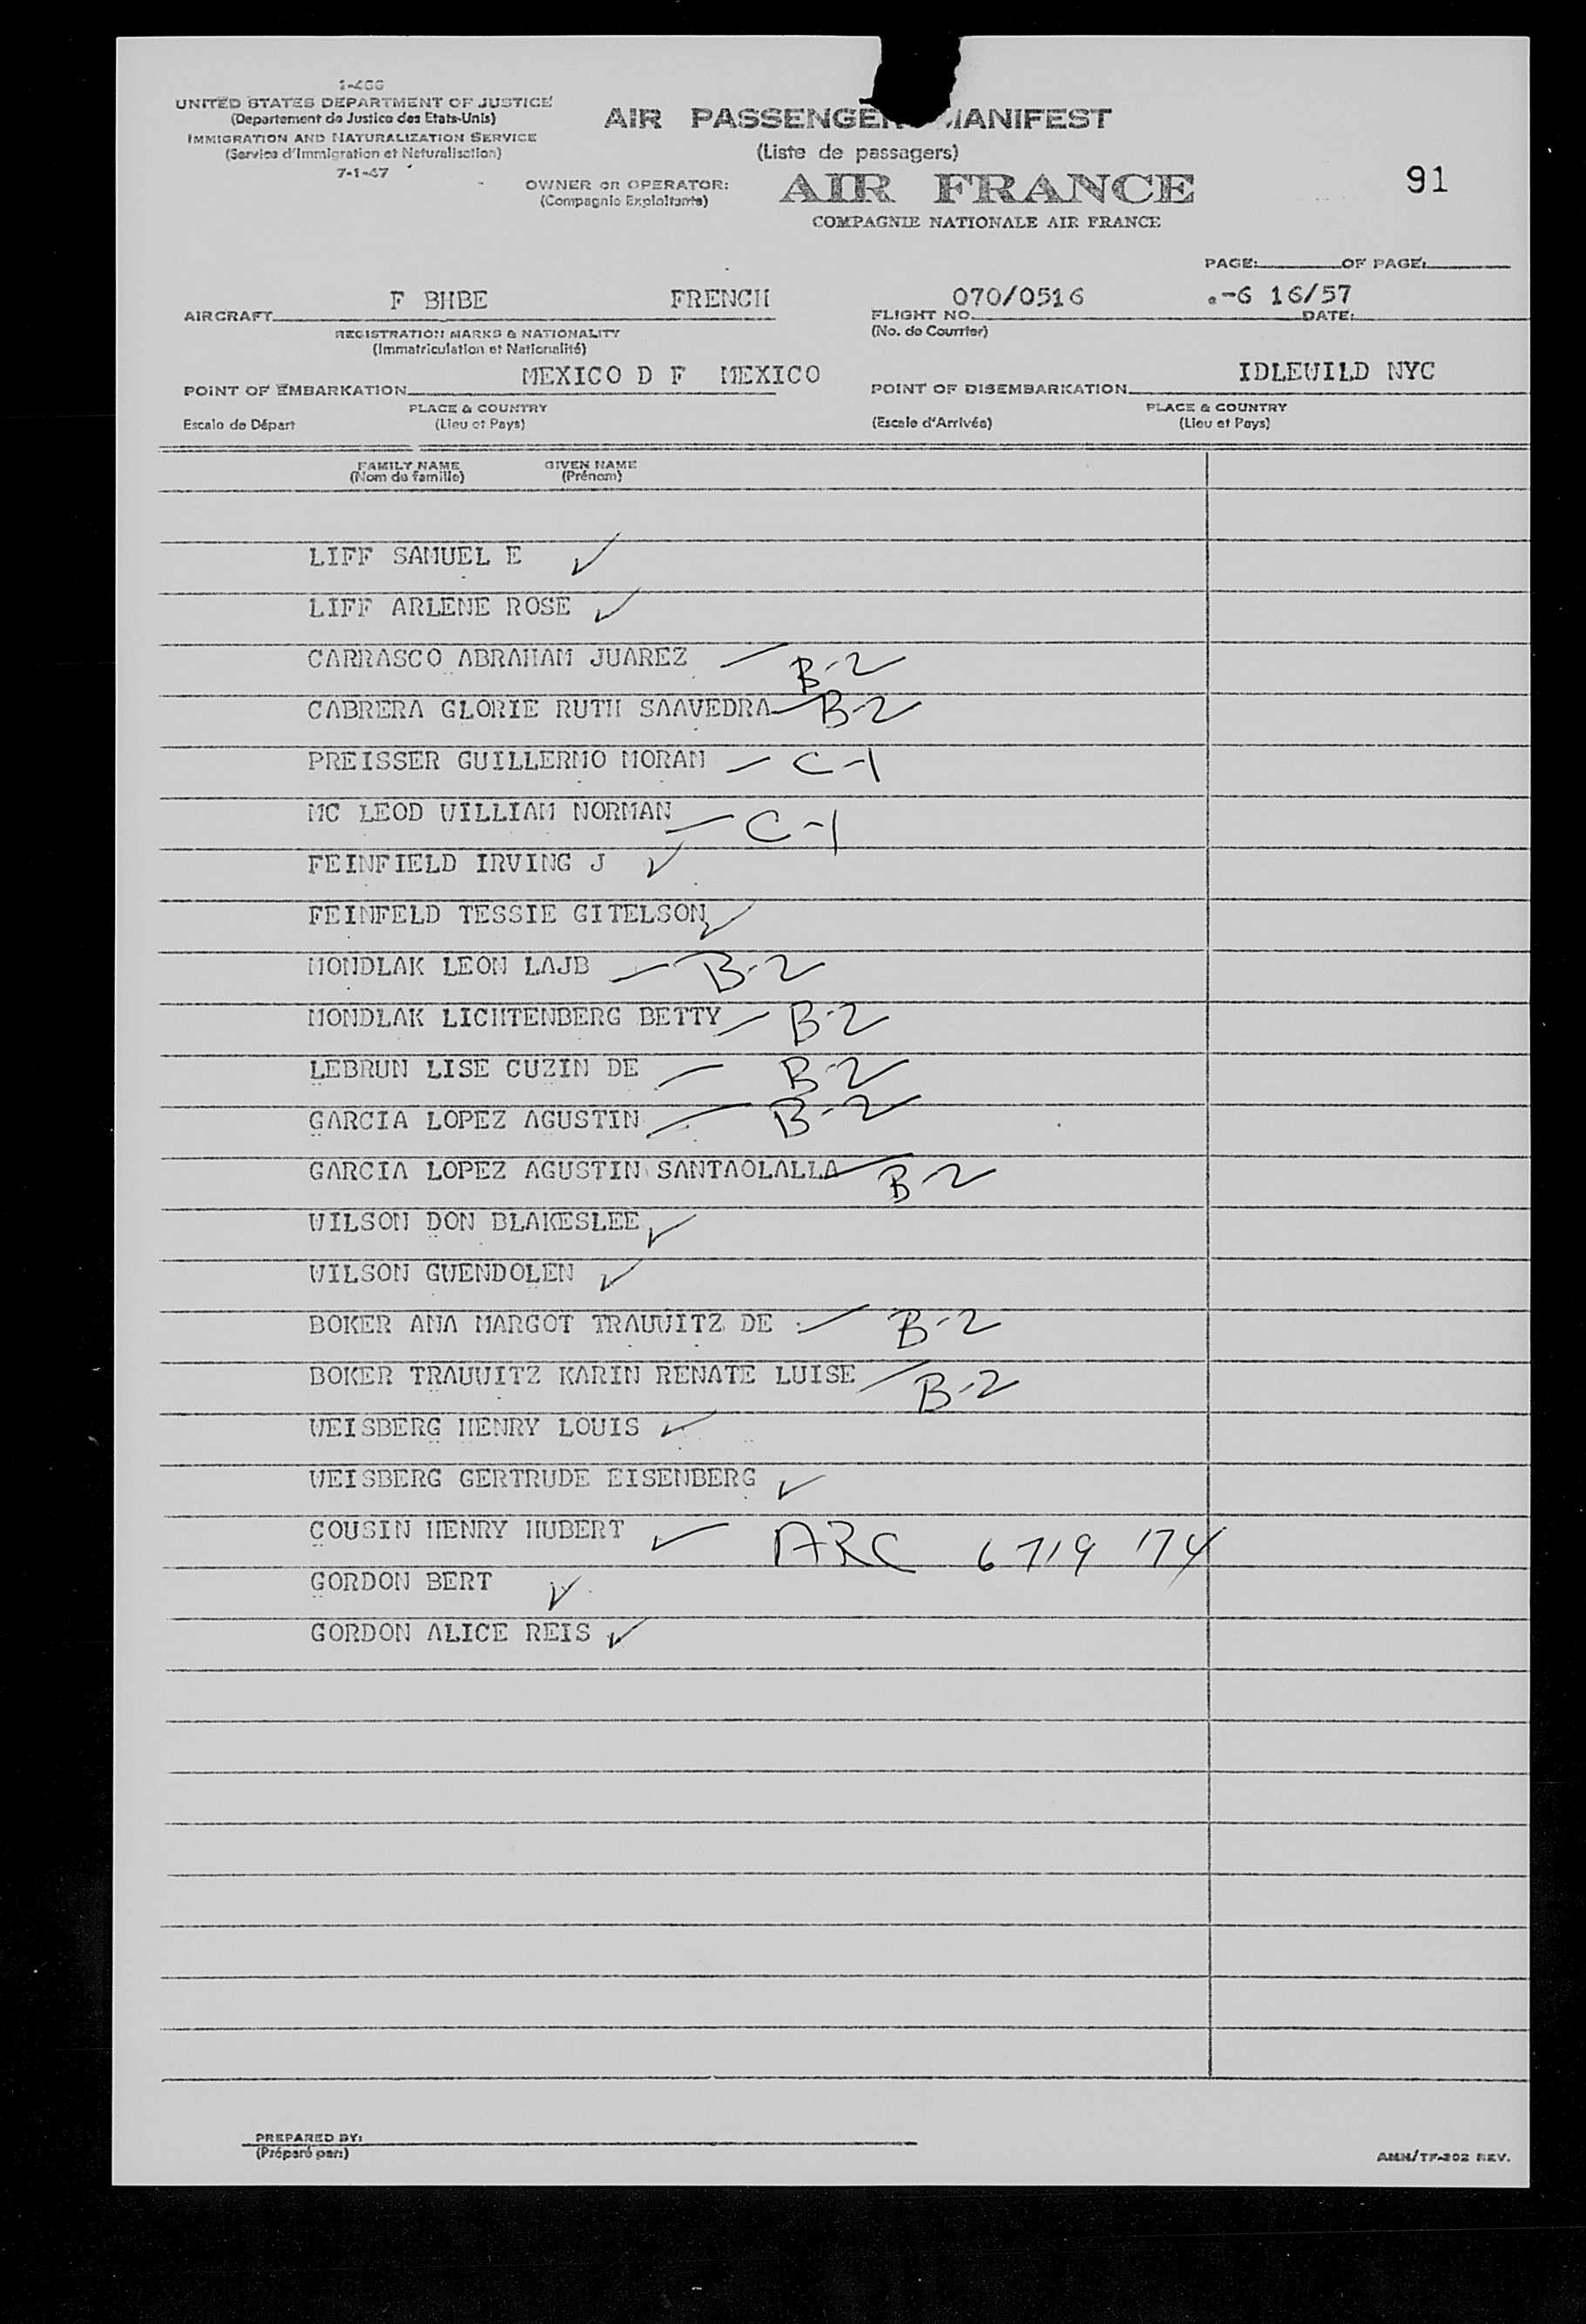 I-466
UNITED STATES DEPARTMENT OF JUSTICE
(Departement de Justice des Etats-Unis)
IMMIGRATION AND NATURALIZATION SERVICE
(Service d'Immigration et Naturalisation)
7-1-47
AIR PASSENGER MANIFEST
(Liste de passagers)
OWNER OR OPERATOR:
(Compagnie Exploitante)
AIR FRANCE
COMPAGNIE NATIONALE AIR FRANCE
91
PAGE: OF PAGE:
AIRCRAFT F BHBE FRENCH
REGISTRATION MARKS & NATIONALITY
(Immatriculation et Nationalité)
FLIGHT NO. 070/0516
(No. de Courrier)
-6 16/57
DATE:
POINT OF EMBARKATION MEXICO D F MEXICO
PLACE & COUNTRY
Escale de Départ (Lieu et Pays)
POINT OF DISEMBARKATION IDLEWILD NYC
PLACE & COUNTRY
(Escale d'Arrivée) (Lieu et Pays)
FAMILY NAME GIVEN NAME
(Nom de famille) (Prénom)
LIFF SAMUEL E ✓
LIFF ARLENE ROSE ✓
CARRASCO ABRAHAM JUAREZ — B-2
CABRERA GLORIE RUTH SAAVEDRA — B-2
PREISSER GUILLERMO MORAN — C-1
MC LEOD WILLIAM NORMAN — C-1
FEINFIELD IRVING J ✓
FEINFELD TESSIE GITELSON ✓
MONDLAK LEON LAJB — B-2
MONDLAK LICHTENBERG BETTY — B-2
LEBRUN LISE CUZIN DE — B-2
GARCIA LOPEZ AGUSTIN — B-2
GARCIA LOPEZ AGUSTIN SANTAOLALLA — B-2
WILSON DON BLAKESLEE ✓
WILSON GWENDOLEN ✓
BOKER ANA MARGOT TRAUWITZ DE — B-2
BOKER TRAUWITZ KARIN RENATE LUISE — B-2
WEISBERG HENRY LOUIS ✓
WEISBERG GERTRUDE EISENBERG ✓
COUSIN HENRY HUBERT ✓ ARC 6 719 174
GORDON BERT ✓
GORDON ALICE REIS ✓
PREPARED BY:
(Préparé par:)
AMN/TF-202 REV.